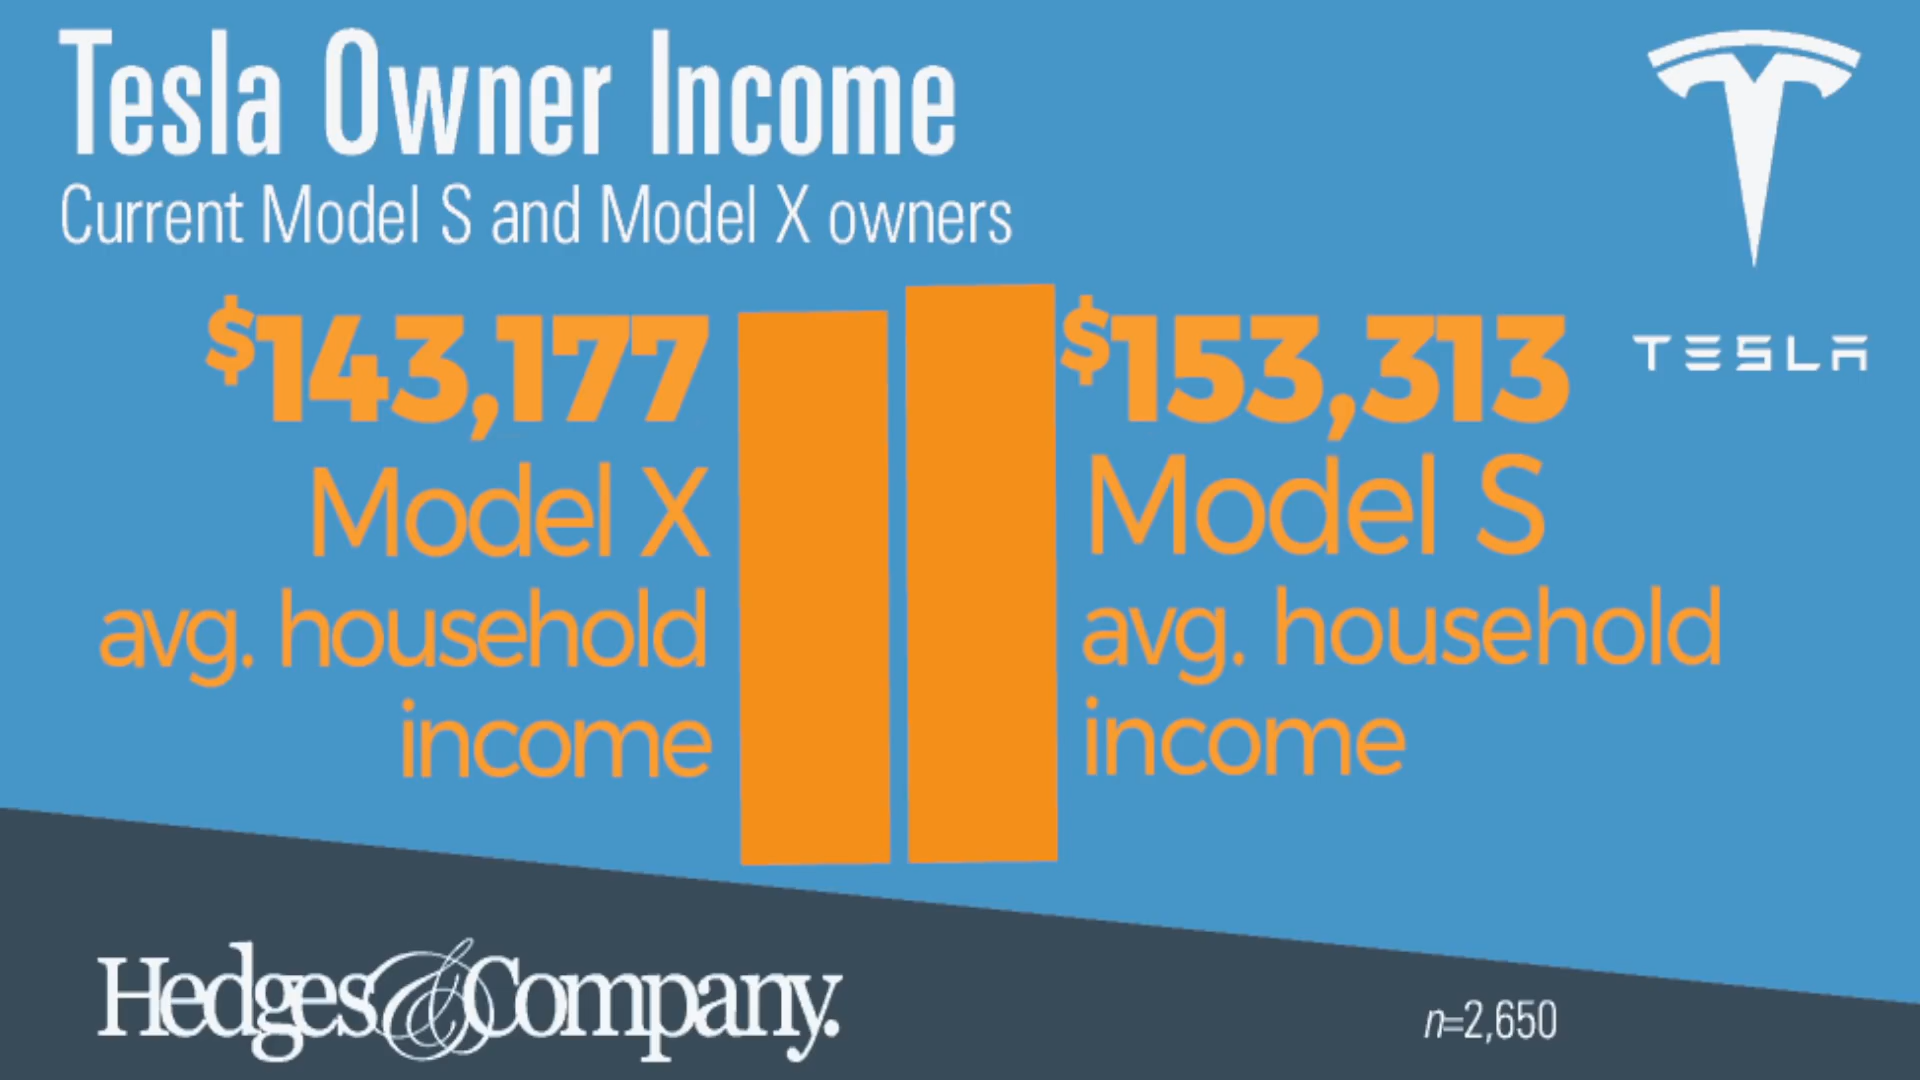 Tesla Owner Income
Current Model S and Model X owners
$143,177
Model X
avg. household
income
$153,313
Model S
avg. household
income
TESLA
Hedges&Company.
n=2,650